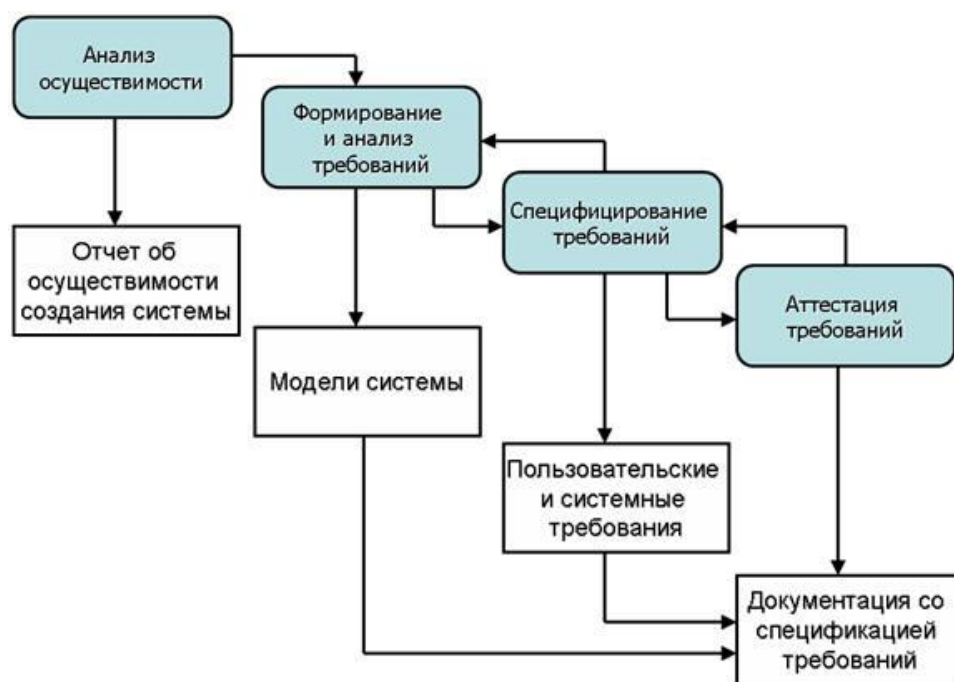 Анализ
осуществимости
Формирование
и анализ
требований
Специфицирование
требований
Отчет об
осуществимости
создания системы
Аттестация
требований
Модели системы
Пользовательские
и системные
требования
Документация со
спецификацией
требований